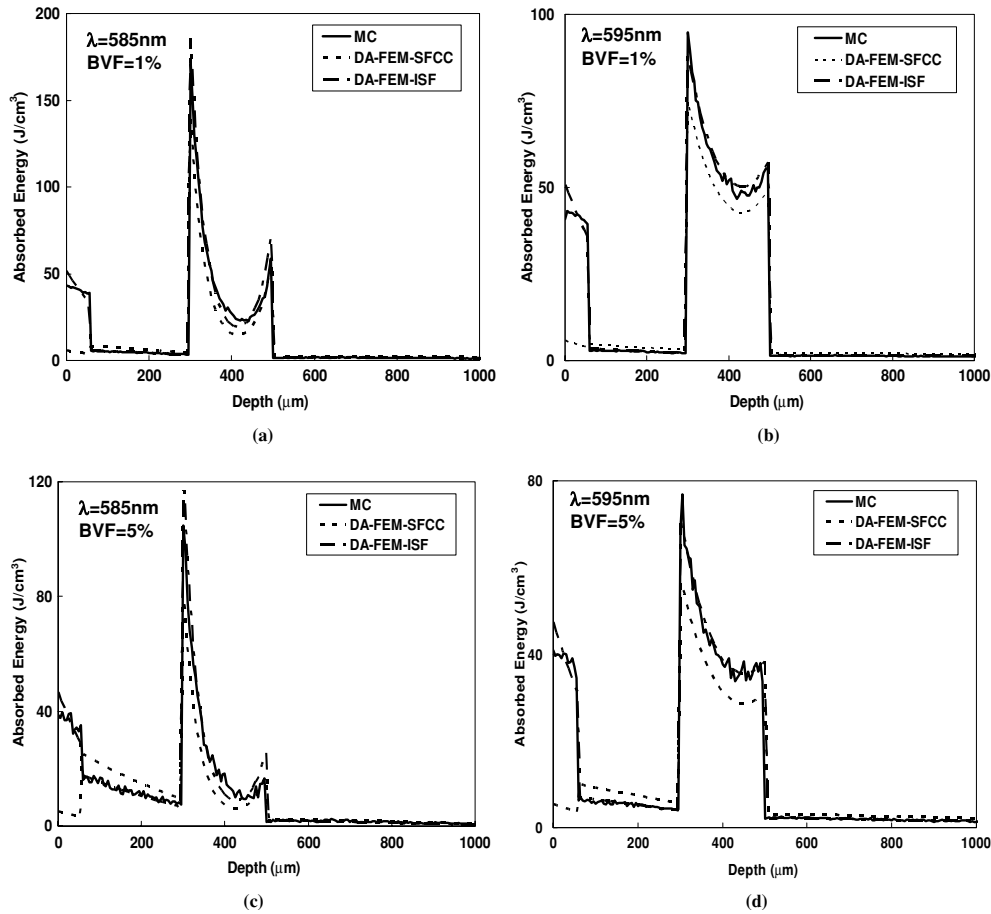 λ=585nm
BVF=1%
MC
DA-FEM-SFCC
DA-FEM-ISF
Absorbed Energy (J/cm³)
200
150
100
50
0
0 200 400 600 800 1000
Depth (μm)
(a)
λ=595nm
BVF=1%
MC
DA-FEM-SFCC
DA-FEM-ISF
Absorbed Energy (J/cm³)
100
50
0
0 200 400 600 800 1000
Depth (μm)
(b)
λ=585nm
BVF=5%
MC
DA-FEM-SFCC
DA-FEM-ISF
Absorbed Energy (J/cm³)
120
80
40
0
0 200 400 600 800 1000
Depth (μm)
(c)
λ=595nm
BVF=5%
MC
DA-FEM-SFCC
DA-FEM-ISF
Absorbed Energy (J/cm³)
80
40
0
0 200 400 600 800 1000
Depth (μm)
(d)